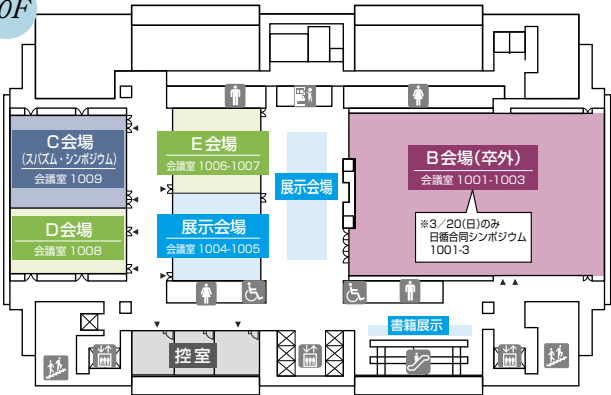 0F
C会場
(スパズム・シンポジウム)
会議室 1009
D会場
会議室 1008
E会場
会議室 1006-1007
展示会場
会議室 1004-1005
展示会場
B会場(卒外)
会議室 1001-1003
※3／20(日)のみ
日循合同シンポジウム
1001-3
書籍展示
控室